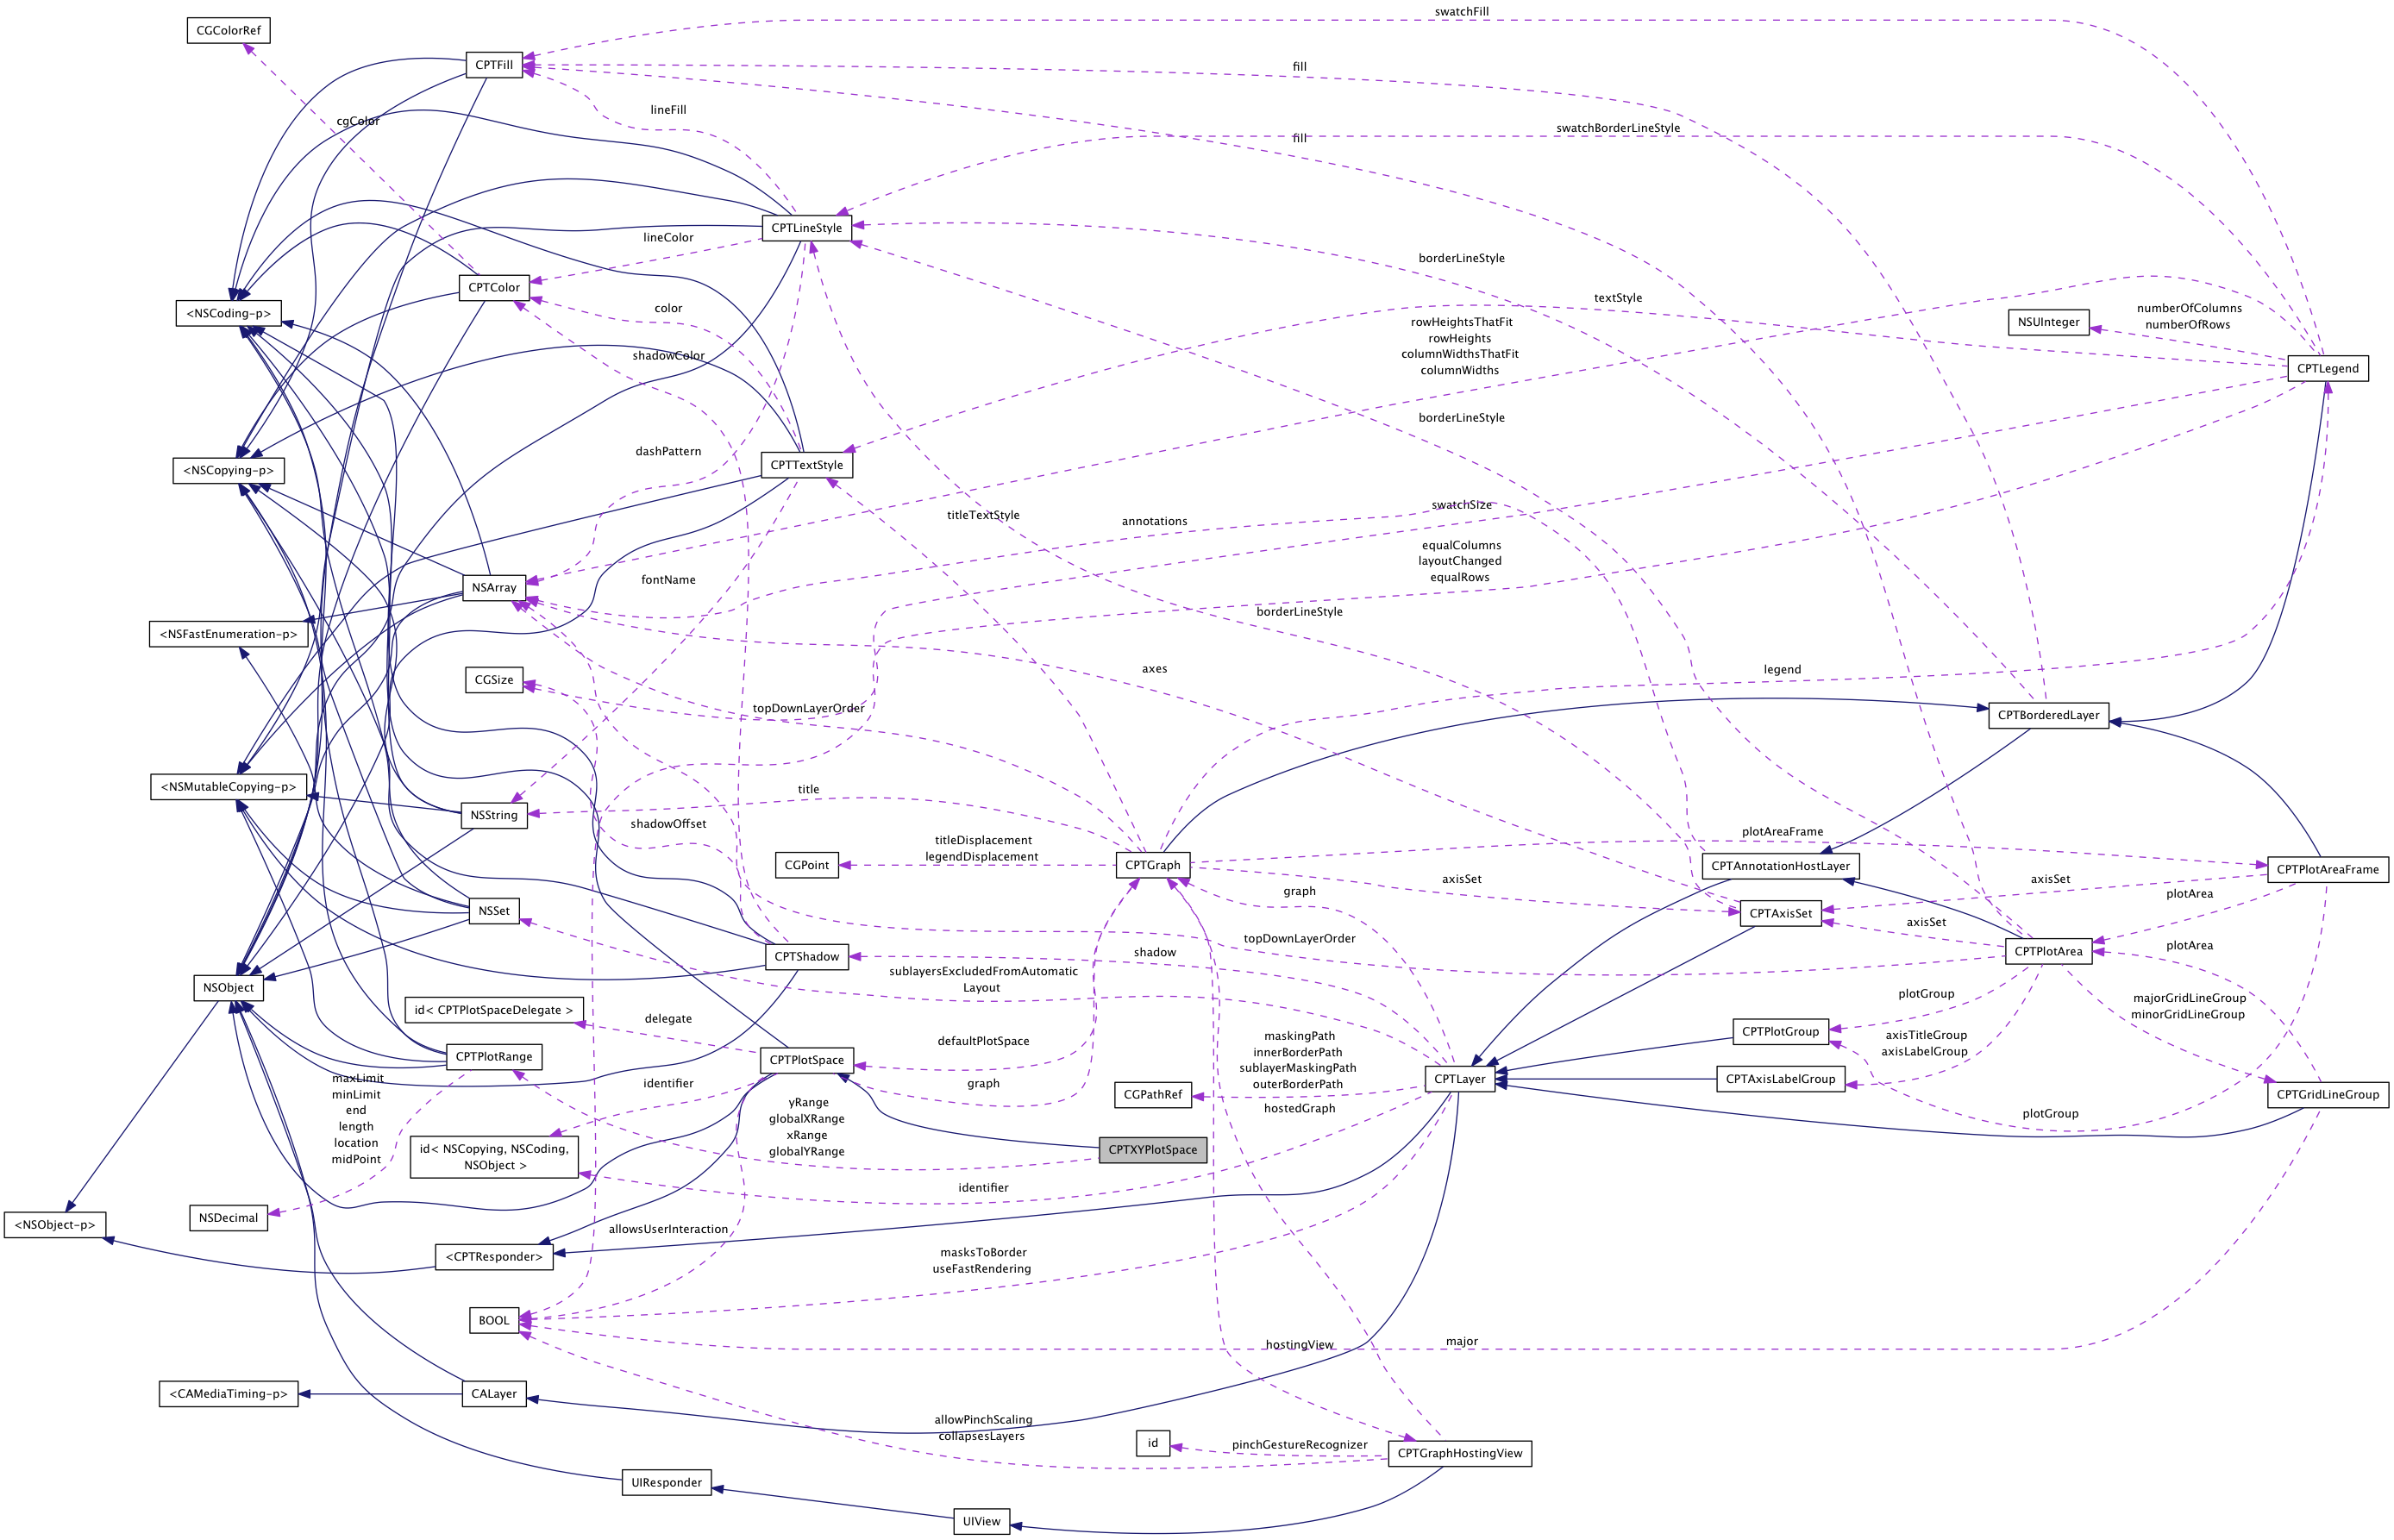 swatchFill
CGColorRef
CPTFill
fill
lineFill
cgColor
swatchBorderLineStyle
fill
CPTLineStyle
lineColor
borderLineStyle
CPTColor
textStyle
<NSCoding-p>
color
numberOfColumns
numberOfRows
NSUInteger
rowHeightsThatFit
rowHeights
columnWidthsThatFit
columnWidths
shadowColor
CPTLegend
borderLineStyle
dashPattern
CPTTextStyle
<NSCopying-p>
swatchSize
titleTextStyle
annotations
equalColumns
layoutChanged
equalRows
fontName
NSArray
borderLineStyle
<NSFastEnumeration-p>
axes
legend
CGSize
topDownLayerOrder
CPTBorderedLayer
<NSMutableCopying-p>
title
NSString
shadowOffset
plotAreaFrame
titleDisplacement
legendDisplacement
CGPoint
CPTGraph
CPTAnnotationHostLayer
CPTPlotAreaFrame
axisSet
axisSet
graph
plotArea
NSSet
CPTAxisSet
axisSet
topDownLayerOrder
plotArea
CPTShadow
shadow
CPTPlotArea
sublayersExcludedFromAutomatic
Layout
NSObject
plotGroup
majorGridLineGroup
minorGridLineGroup
id< CPTPlotSpaceDelegate >
delegate
CPTPlotGroup
axisTitleGroup
axisLabelGroup
defaultPlotSpace
maskingPath
innerBorderPath
sublayerMaskingPath
outerBorderPath
CPTPlotRange
CPTPlotSpace
identifier
graph
CPTLayer
CPTAxisLabelGroup
CGPathRef
CPTGridLineGroup
maxLimit
minLimit
end
length
location
midPoint
yRange
globalXRange
xRange
globalYRange
hostedGraph
plotGroup
id< NSCopying, NSCoding,
NSObject >
CPTXYPlotSpace
identifier
NSDecimal
<NSObject-p>
allowsUserInteraction
<CPTResponder>
masksToBorder
useFastRendering
BOOL
hostingView
major
<CAMediaTiming-p>
CALayer
allowPinchScaling
collapsesLayers
id
pinchGestureRecognizer
CPTGraphHostingView
UIResponder
UIView